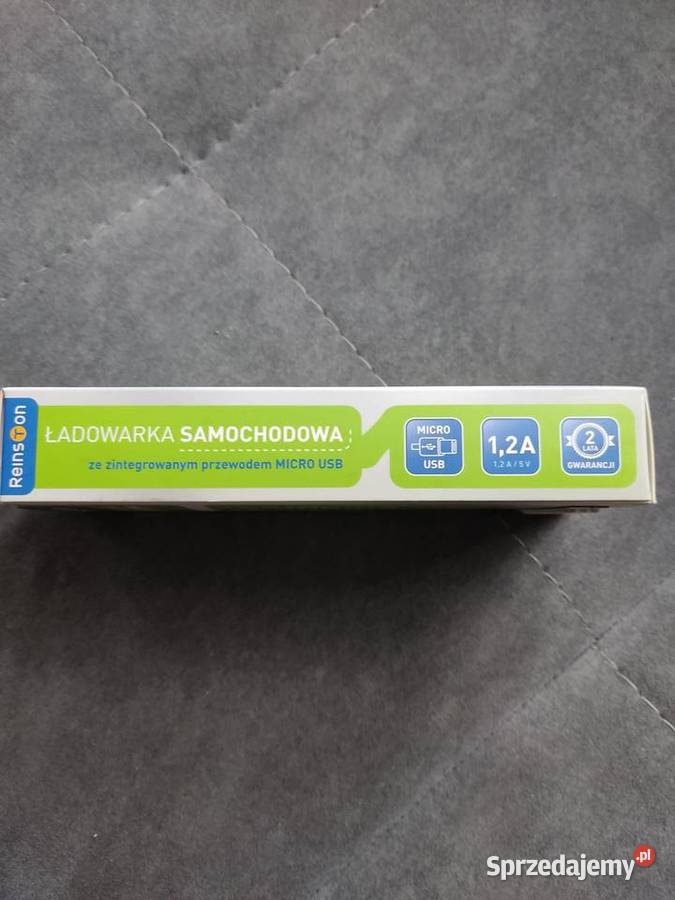 Reinston
ŁADOWARKA SAMOCHODOWA
ze zintegrowanym przewodem MICRO USB
MICRO
USB
1,2A
1,2 A / 5 V
2
LATA
GWARANCJI
Sprzedajemy.pl